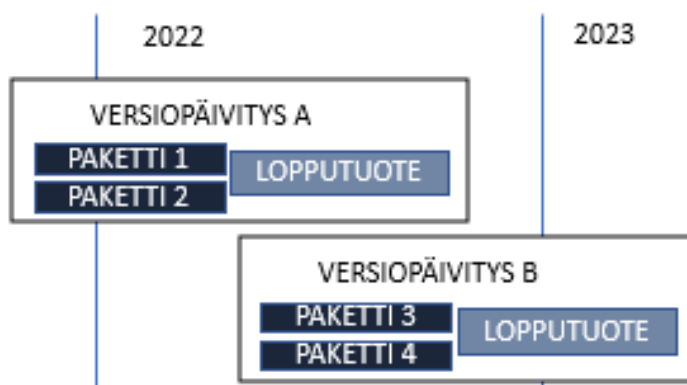 2022
2023
VERSIOPÄIVITYS A
PAKETTI 1
PAKETTI 2
LOPPUTUOTE
VERSIOPÄIVITYS B
PAKETTI 3
PAKETTI 4
LOPPUTUOTE